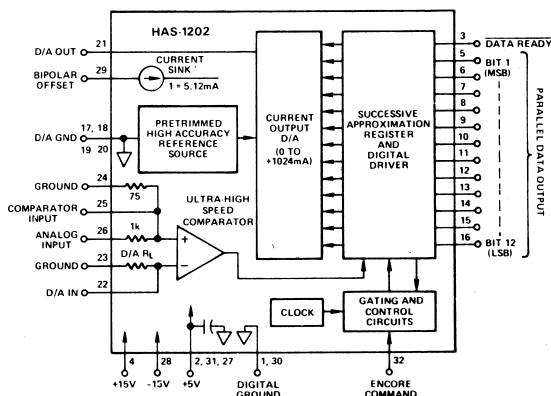 HAS-1202
D/A OUT
21
BIPOLAR
OFFSET
29
CURRENT
SINK
1 = 5.12mA
D/A GND
17, 18
19 20
PRETRIMMED
HIGH ACCURACY
REFERENCE
SOURCE
CURRENT
OUTPUT
D/A
(0 TO
+1024mA)
SUCCESSIVE
APPROXIMATION
REGISTER
AND
DIGITAL
DRIVER
3
DATA READY
5
BIT 1
(MSB)
6
7
8
9
10
11
12
13
14
15
16
BIT 12
(LSB)
PARALLEL DATA OUTPUT
GROUND
24
75
COMPARATOR
INPUT
25
ANALOG
INPUT
26
1k
GROUND
23
D/A RL
D/A IN
22
ULTRA-HIGH
SPEED
COMPARATOR
+
−
CLOCK
GATING AND
CONTROL
CIRCUITS
4
+15V
28
-15V
2, 31, 27
+5V
1, 30
DIGITAL
GROUND
32
ENCORE
COMMAND